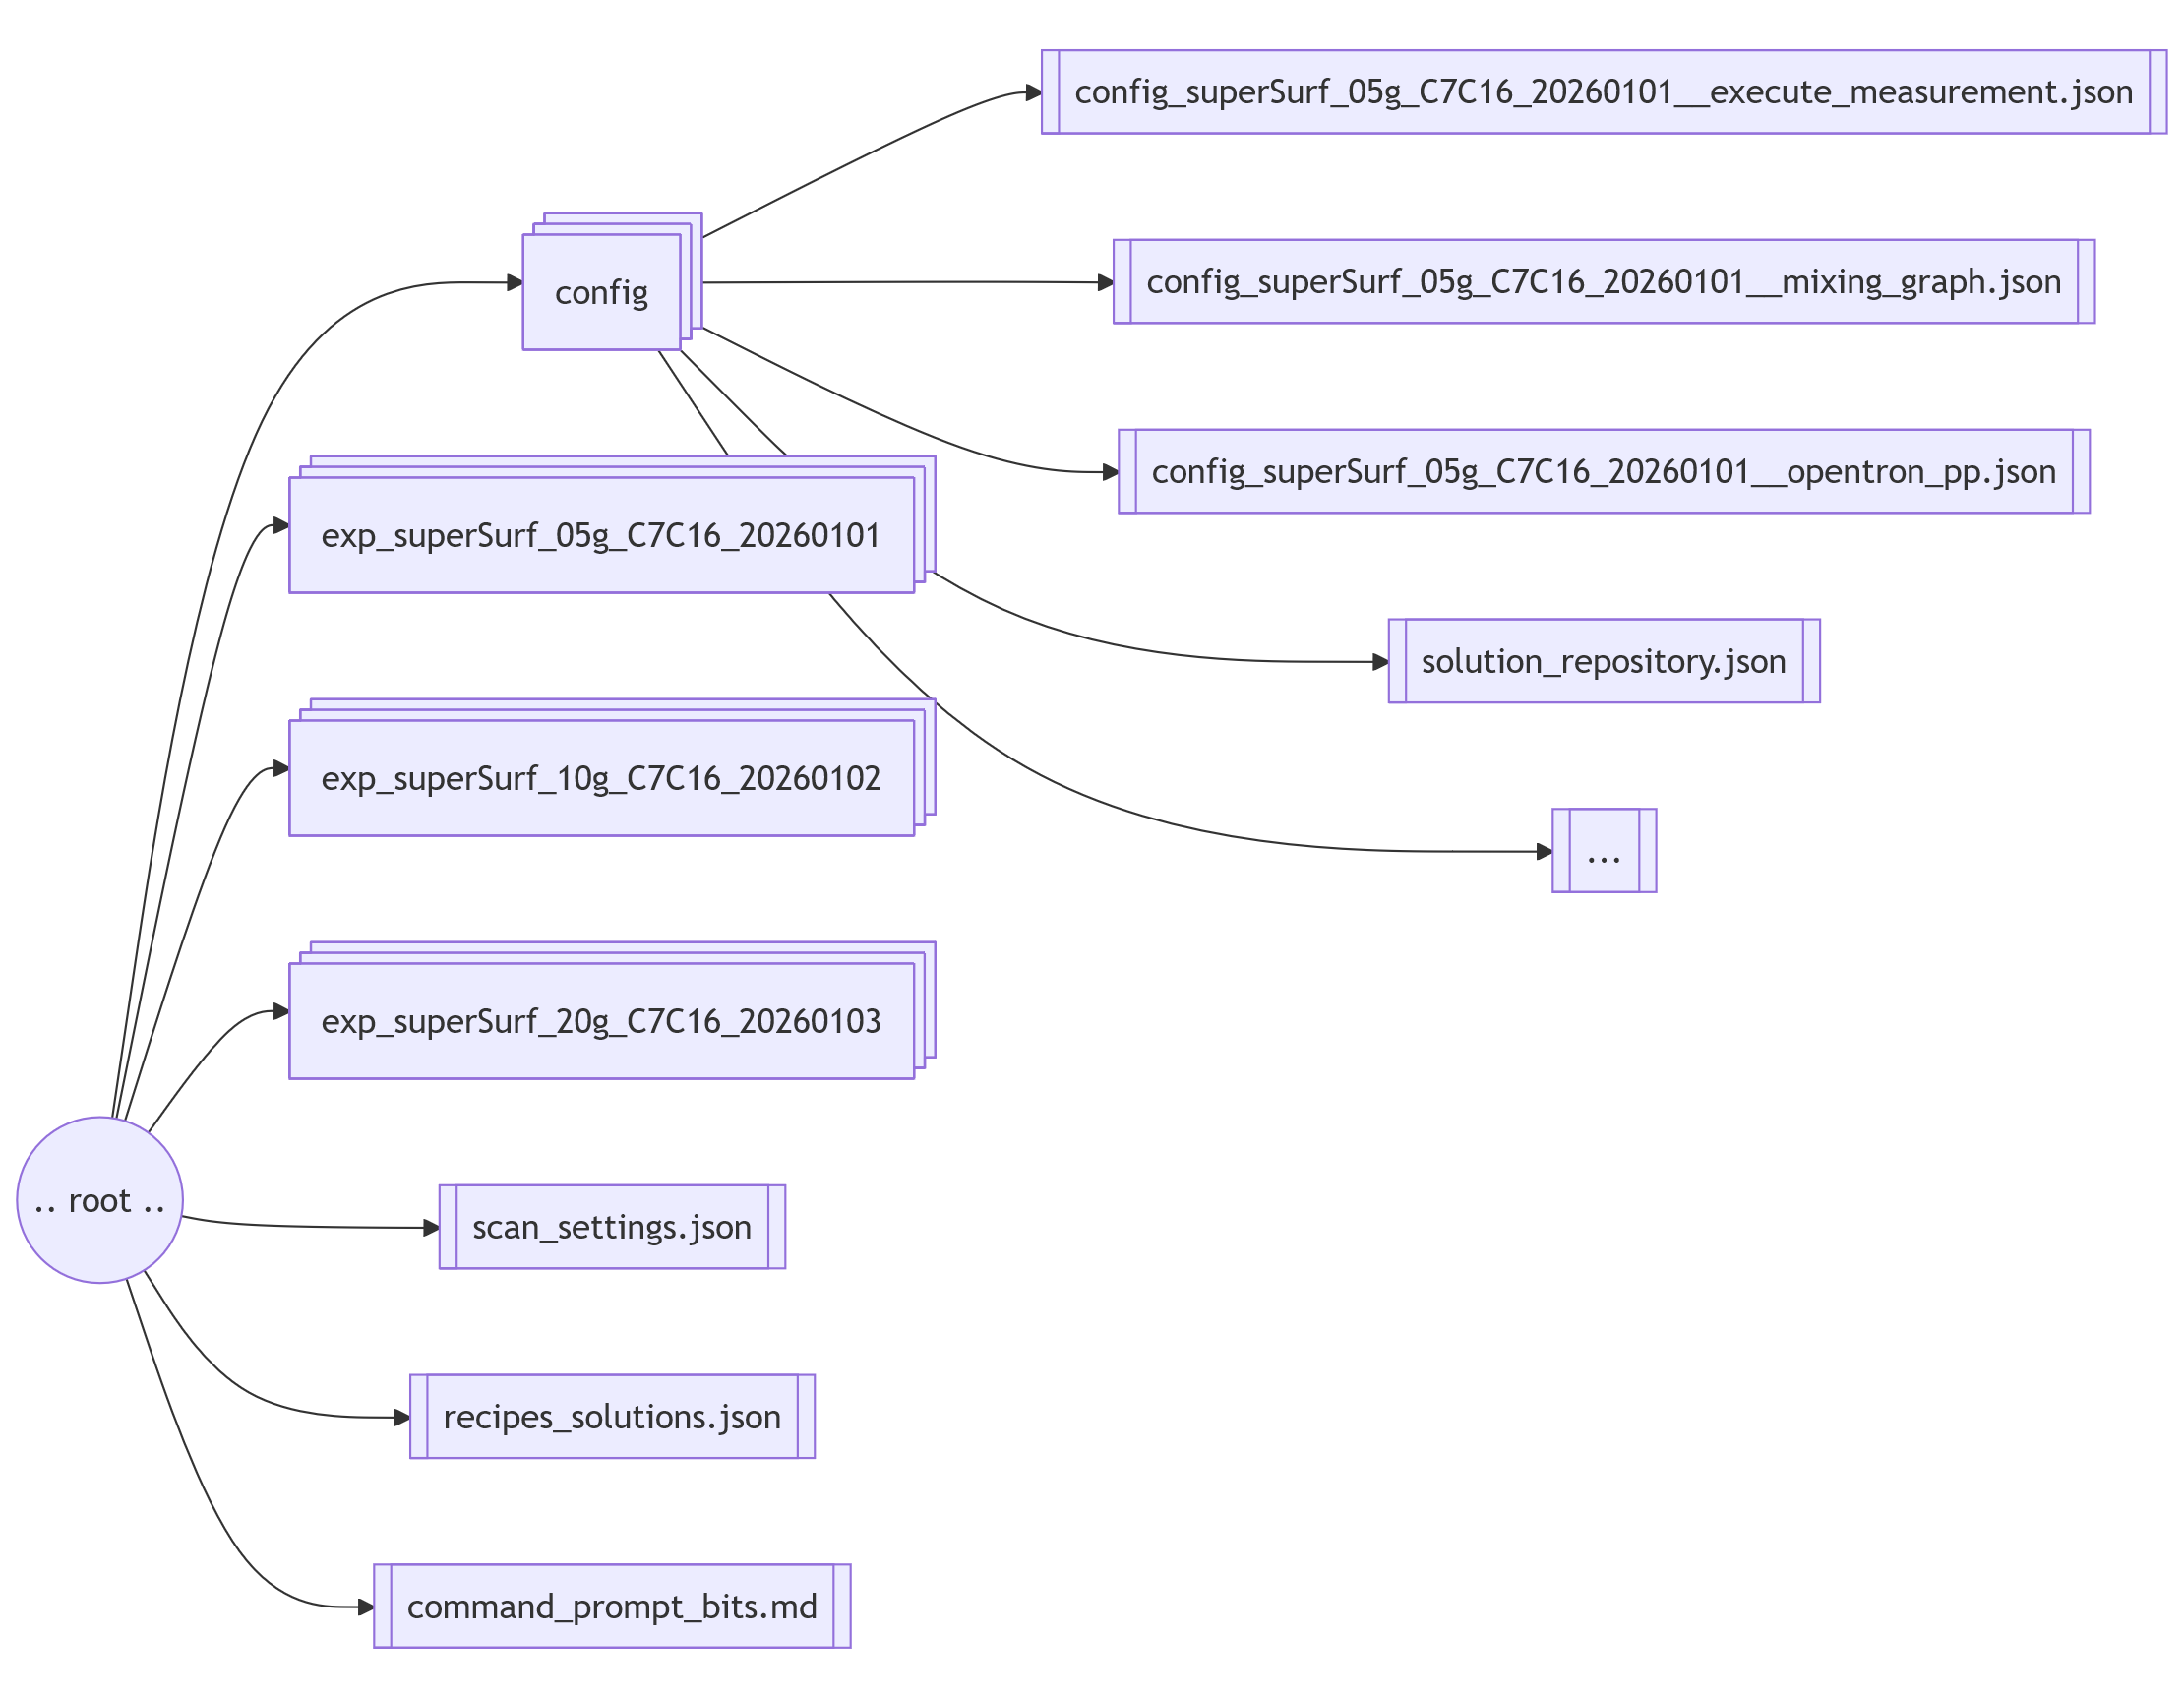 config_superSurf_05g_C7C16_20260101__execute_measurement.json
config
config_superSurf_05g_C7C16_20260101__mixing_graph.json
config_superSurf_05g_C7C16_20260101__opentron_pp.json
exp_superSurf_05g_C7C16_20260101
solution_repository.json
exp_superSurf_10g_C7C16_20260102
...
exp_superSurf_20g_C7C16_20260103
.. root ..
scan_settings.json
recipes_solutions.json
command_prompt_bits.md